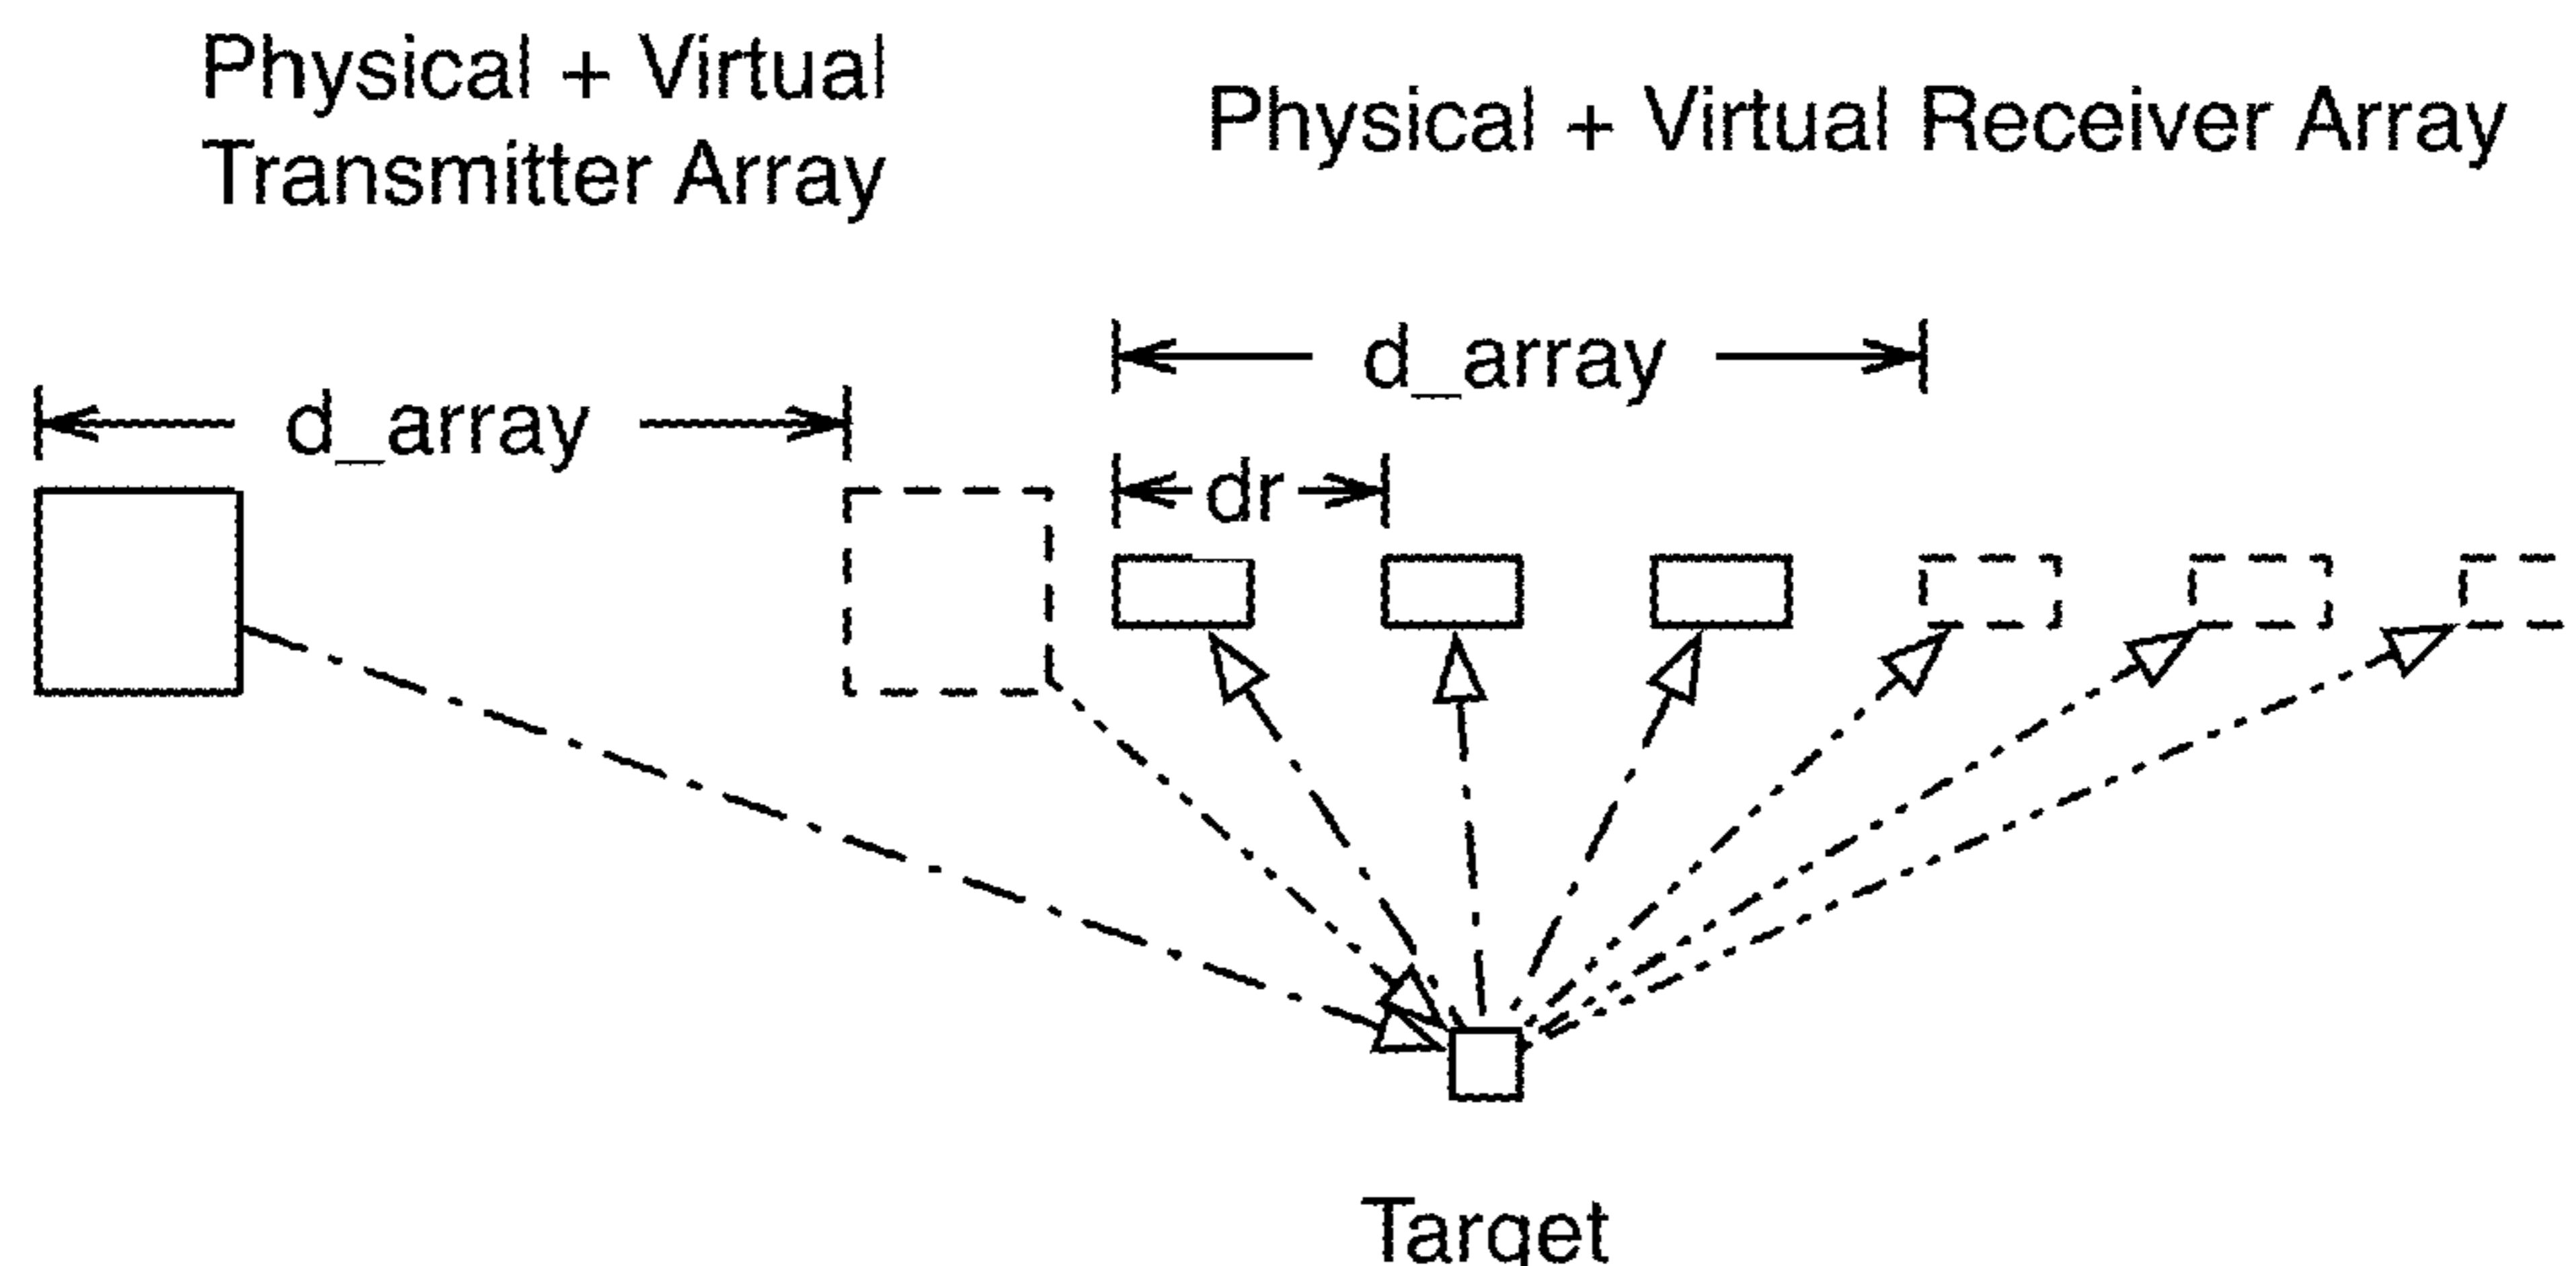 Physical + Virtual
Transmitter Array
Physical + Virtual Receiver Array
d_array
d_array
dr
Target